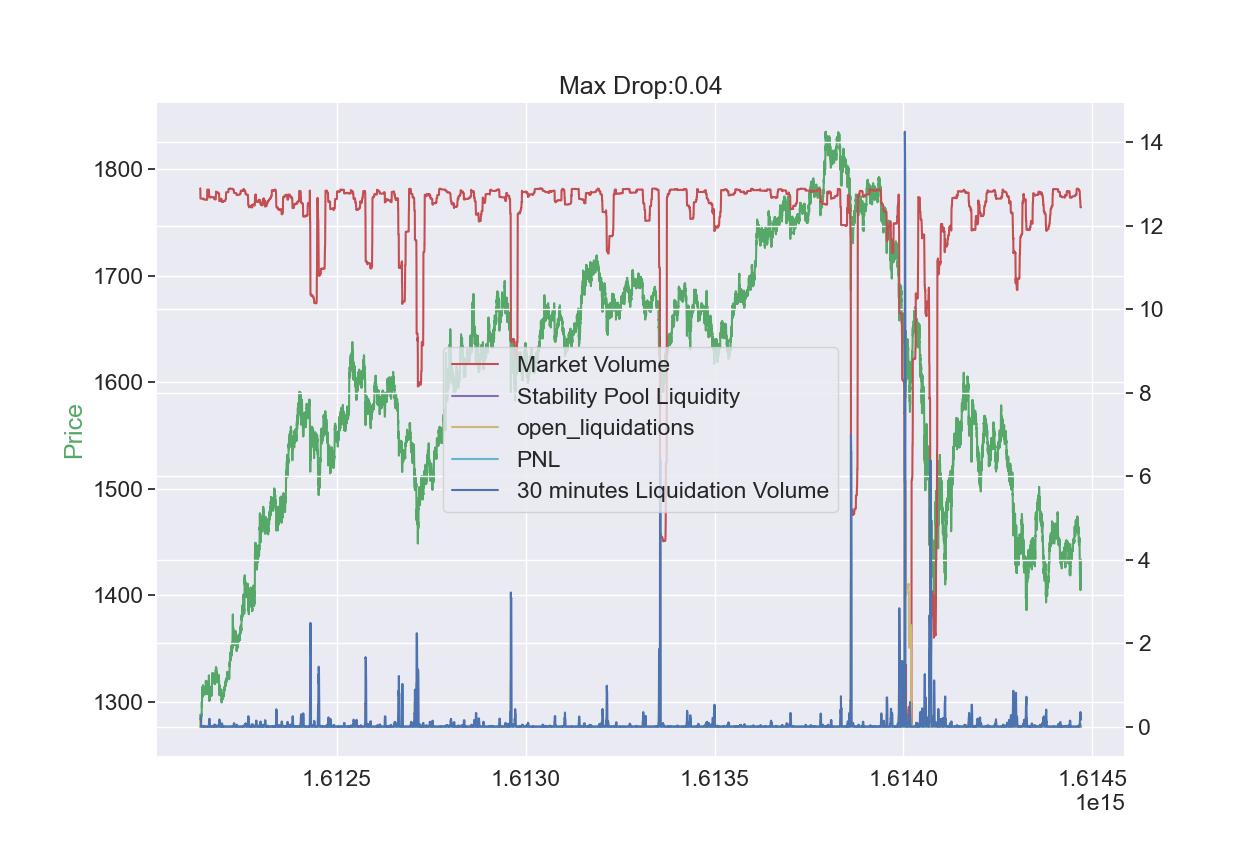 Max Drop:0.04
Price
1800
1700
1600
1500
1400
1300
14
12
10
8
6
4
2
0
Market Volume
Stability Pool Liquidity
open_liquidations
PNL
30 minutes Liquidation Volume
1.6125 1.6130 1.6135 1.6140 1.6145
1e15